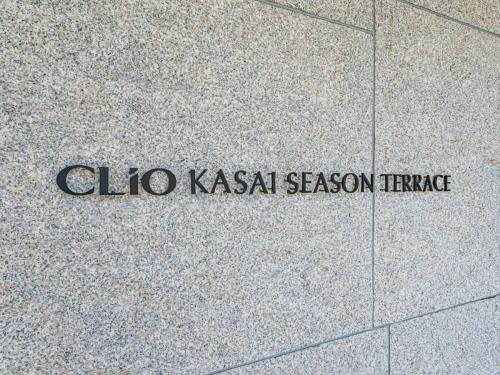 CLiO KASAI SEASON TERRACE